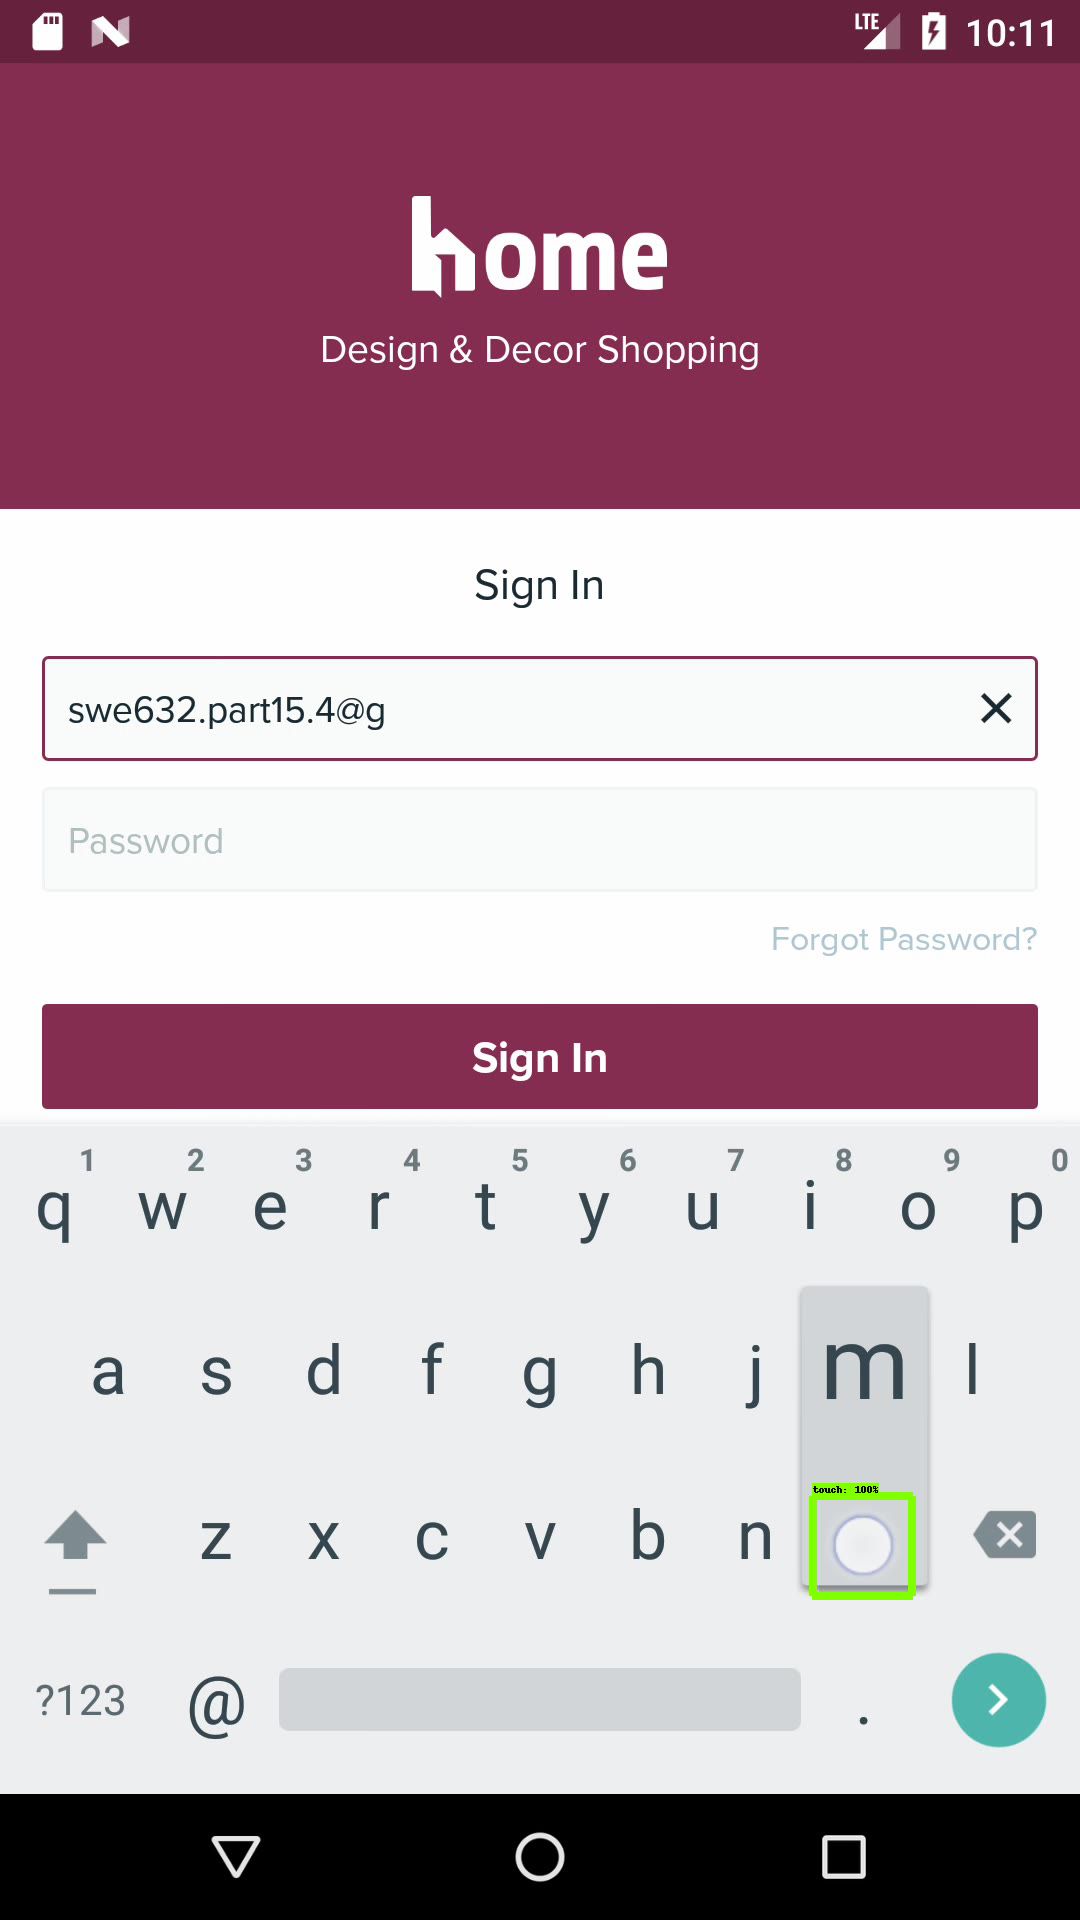 LTE 10:11
home
Design & Decor Shopping
Sign In
swe632.part15.4@g
Password
Forgot Password?
Sign In
1 2 3 4 5 6 7 8 9 0
q w e r t y u i o p
a s d f g h j m l
touch: 100%
z x c v b n
?123 @ .